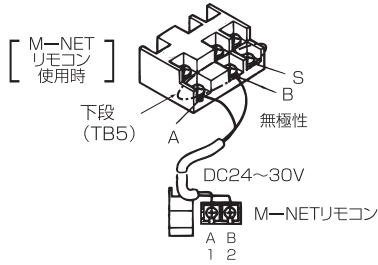 M－NET
リモコン
使用時
S
B
下段
（TB5）
A
無極性
DC24～30V
M－NETリモコン
A B
1 2